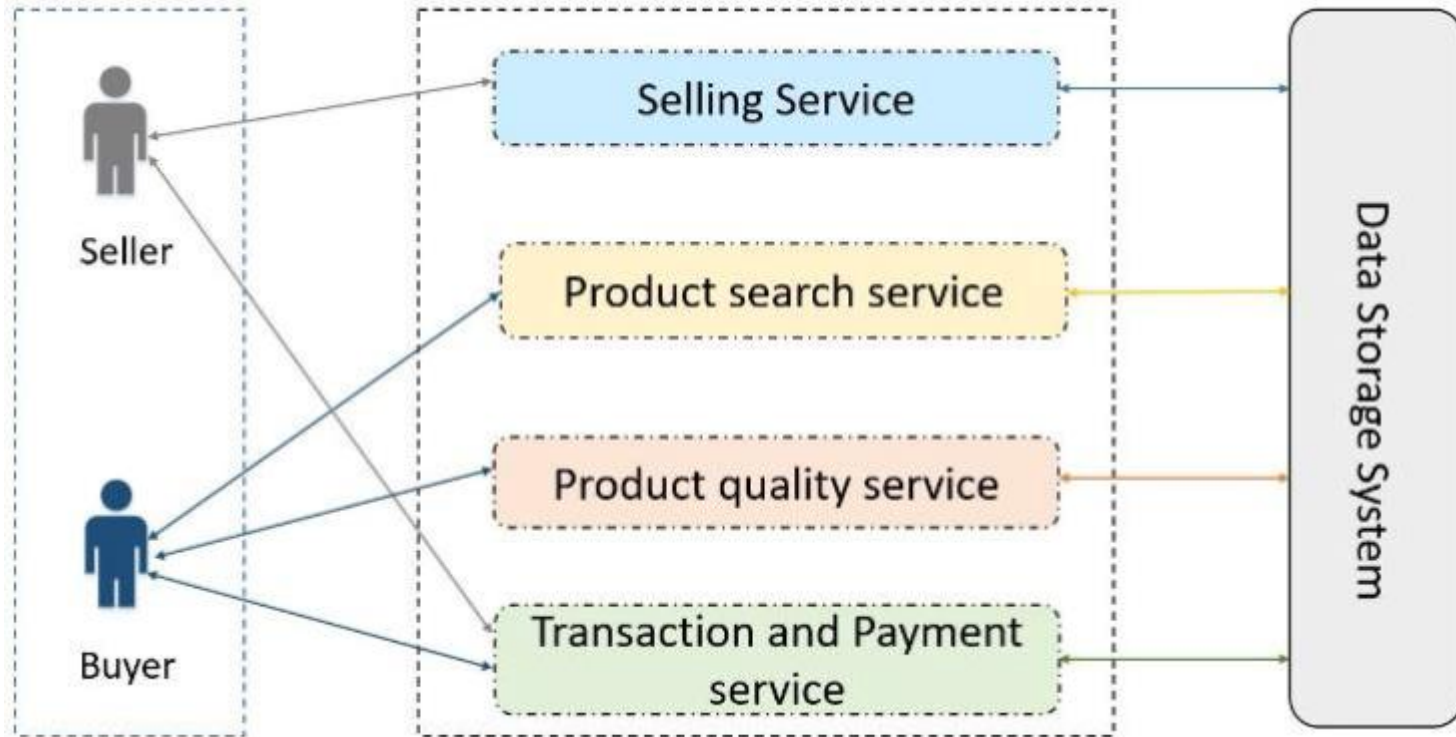 Seller
Buyer
Selling Service
Product search service
Product quality service
Transaction and Payment
service
Data Storage System